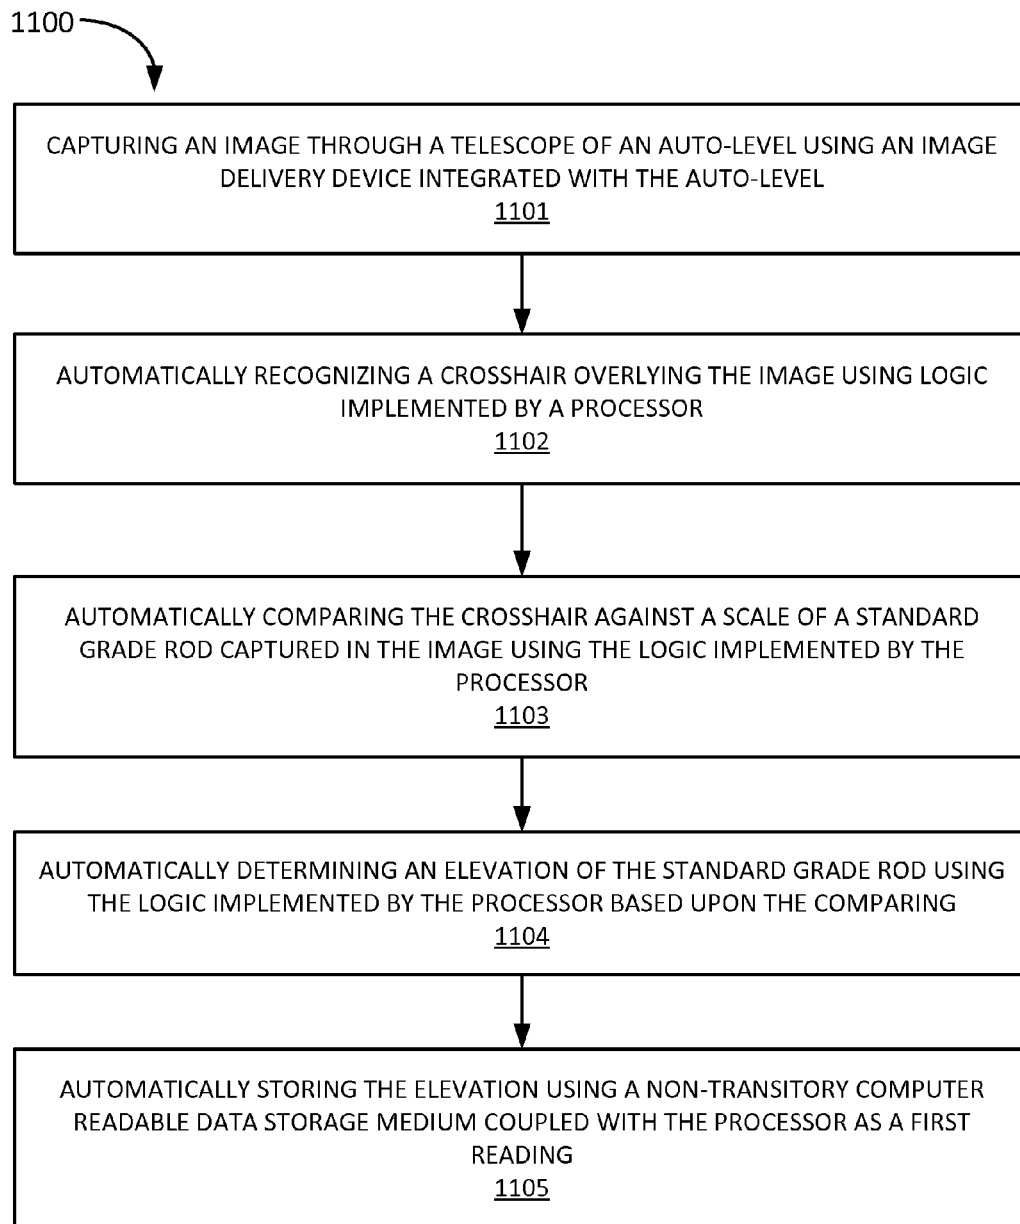 1100
CAPTURING AN IMAGE THROUGH A TELESCOPE OF AN AUTO-LEVEL USING AN IMAGE
DELIVERY DEVICE INTEGRATED WITH THE AUTO-LEVEL
1101
AUTOMATICALLY RECOGNIZING A CROSSHAIR OVERLYING THE IMAGE USING LOGIC
IMPLEMENTED BY A PROCESSOR
1102
AUTOMATICALLY COMPARING THE CROSSHAIR AGAINST A SCALE OF A STANDARD
GRADE ROD CAPTURED IN THE IMAGE USING THE LOGIC IMPLEMENTED BY THE
PROCESSOR
1103
AUTOMATICALLY DETERMINING AN ELEVATION OF THE STANDARD GRADE ROD USING
THE LOGIC IMPLEMENTED BY THE PROCESSOR BASED UPON THE COMPARING
1104
AUTOMATICALLY STORING THE ELEVATION USING A NON-TRANSITORY COMPUTER
READABLE DATA STORAGE MEDIUM COUPLED WITH THE PROCESSOR AS A FIRST
READING
1105